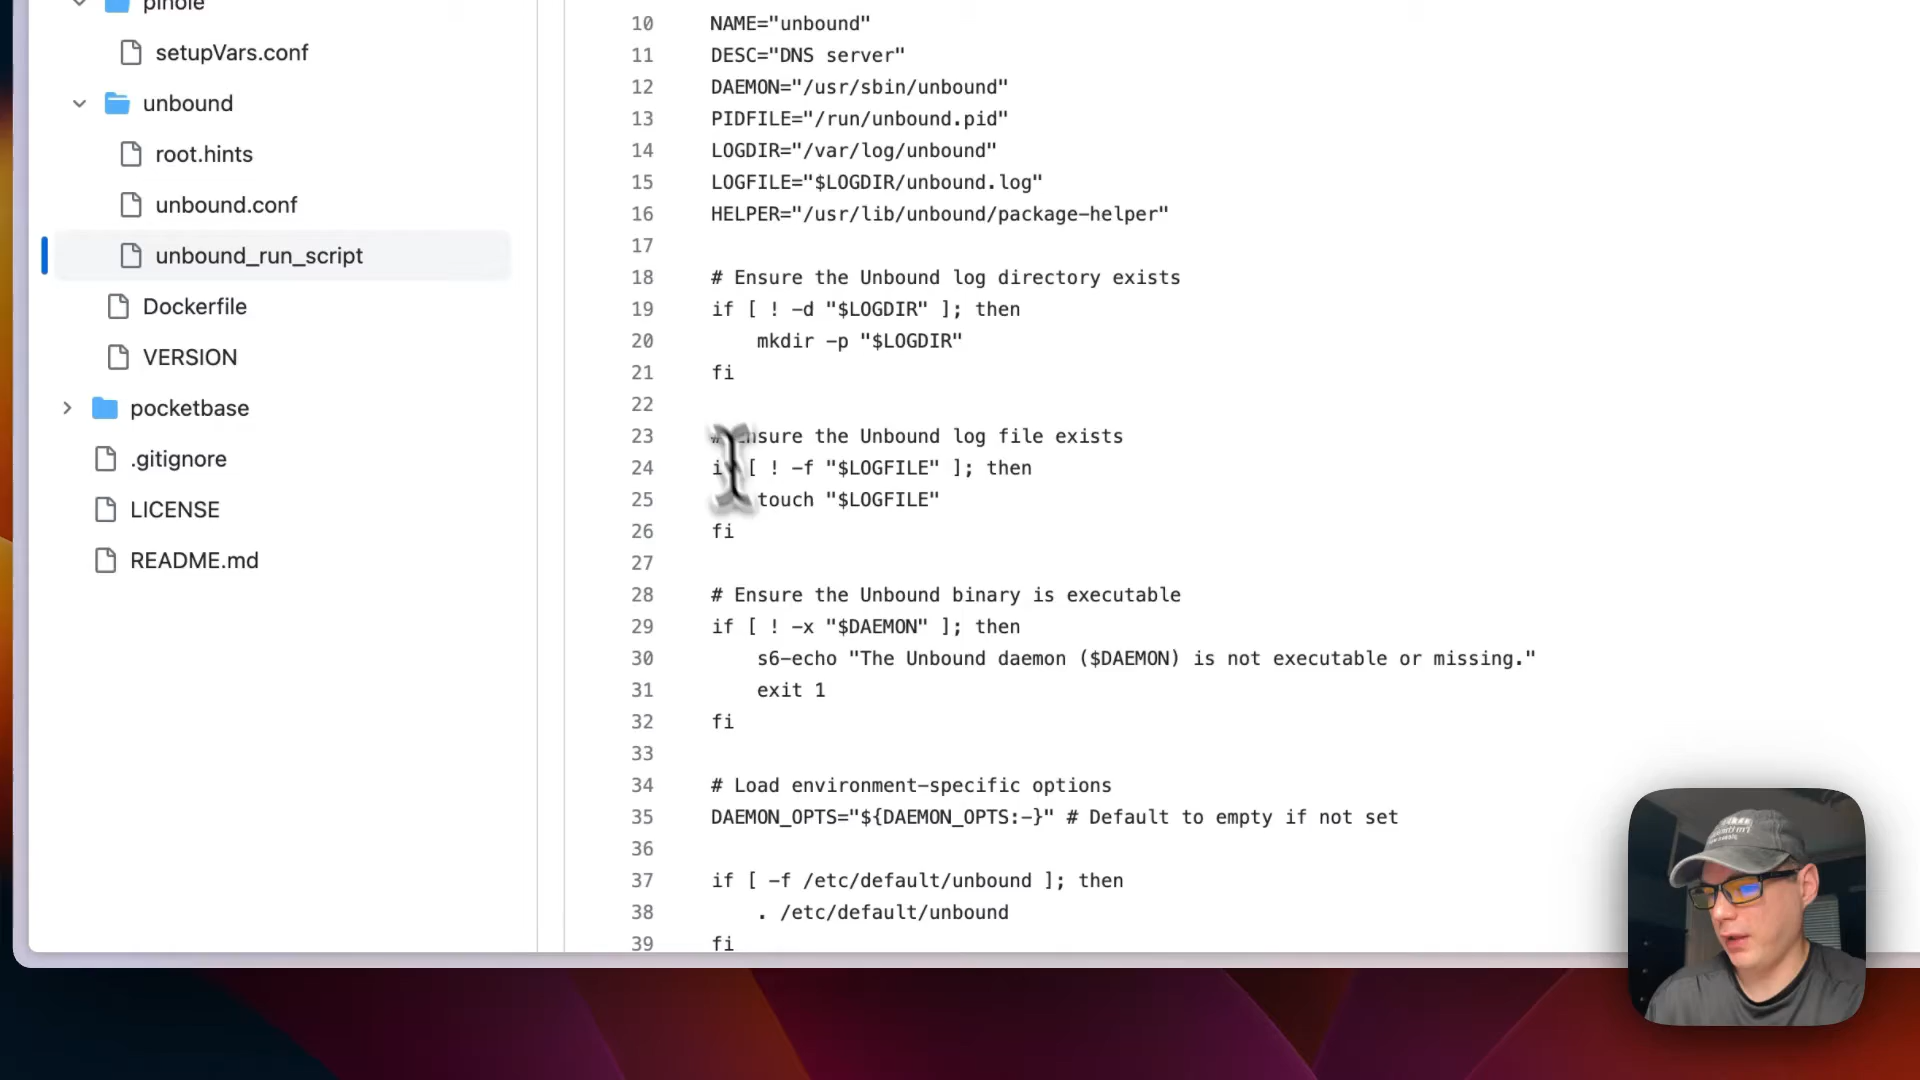 pihole
setupVars.conf
unbound
root.hints
unbound.conf
unbound_run_script
Dockerfile
VERSION
pocketbase
.gitignore
LICENSE
README.md
10 NAME="unbound"
11 DESC="DNS server"
12 DAEMON="/usr/sbin/unbound"
13 PIDFILE="/run/unbound.pid"
14 LOGDIR="/var/log/unbound"
15 LOGFILE="$LOGDIR/unbound.log"
16 HELPER="/usr/lib/unbound/package-helper"
17
18 # Ensure the Unbound log directory exists
19 if [ ! -d "$LOGDIR" ]; then
20 mkdir -p "$LOGDIR"
21 fi
22
23 # Ensure the Unbound log file exists
24 if [ ! -f "$LOGFILE" ]; then
25 touch "$LOGFILE"
26 fi
27
28 # Ensure the Unbound binary is executable
29 if [ ! -x "$DAEMON" ]; then
30 s6-echo "The Unbound daemon ($DAEMON) is not executable or missing."
31 exit 1
32 fi
33
34 # Load environment-specific options
35 DAEMON_OPTS="${DAEMON_OPTS:-}" # Default to empty if not set
36
37 if [ -f /etc/default/unbound ]; then
38 . /etc/default/unbound
39 fi